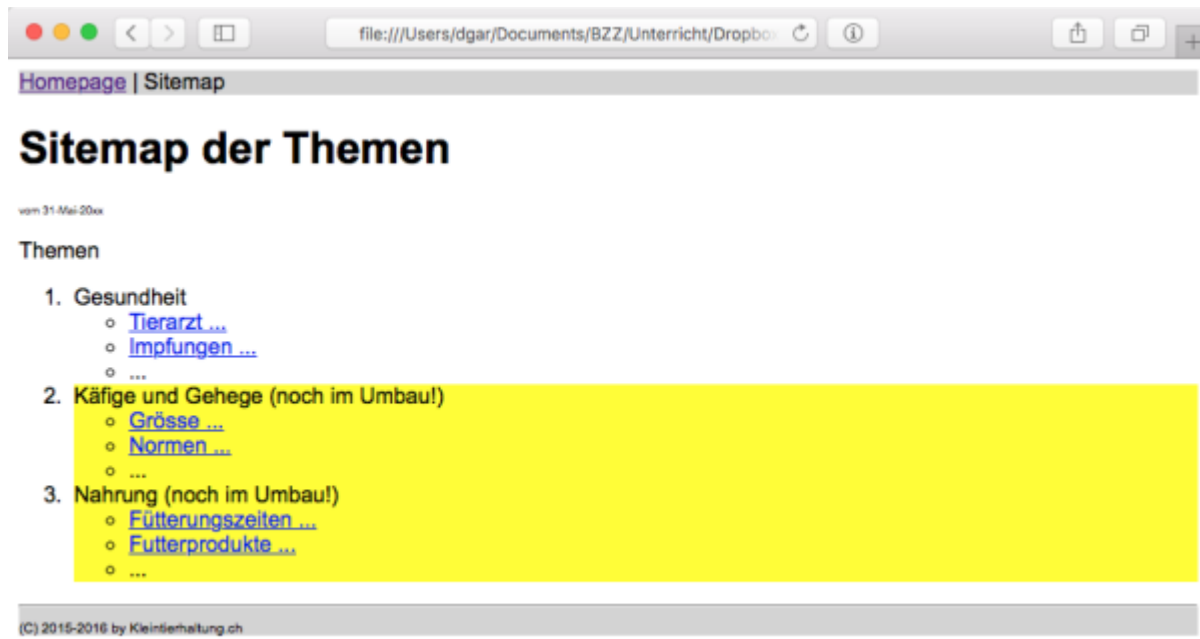 file:///Users/dgar/Documents/BZZ/Unterricht/Dropbo
Homepage | Sitemap
Sitemap der Themen
vom 31-Mai-20xx
Themen
1. Gesundheit
Tierarzt ...
Impfungen ...
...
2. Käfige und Gehege (noch im Umbau!)
Grösse ...
Normen ...
...
3. Nahrung (noch im Umbau!)
Fütterungszeiten ...
Futterprodukte ...
...
(C) 2015-2016 by Kleintierhaltung.ch